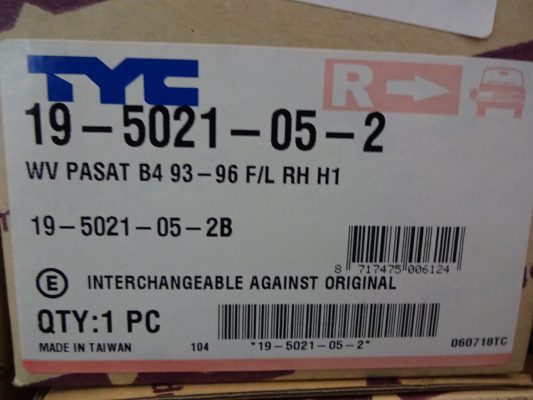 TYC
R
19-5021-05-2
WV PASAT B4 93-96 F/L RH H1
19-5021-05-2B
8 717475 006124
E INTERCHANGEABLE AGAINST ORIGINAL
QTY:1 PC
MADE IN TAIWAN 104 "19-5021-05-2" 060718TC